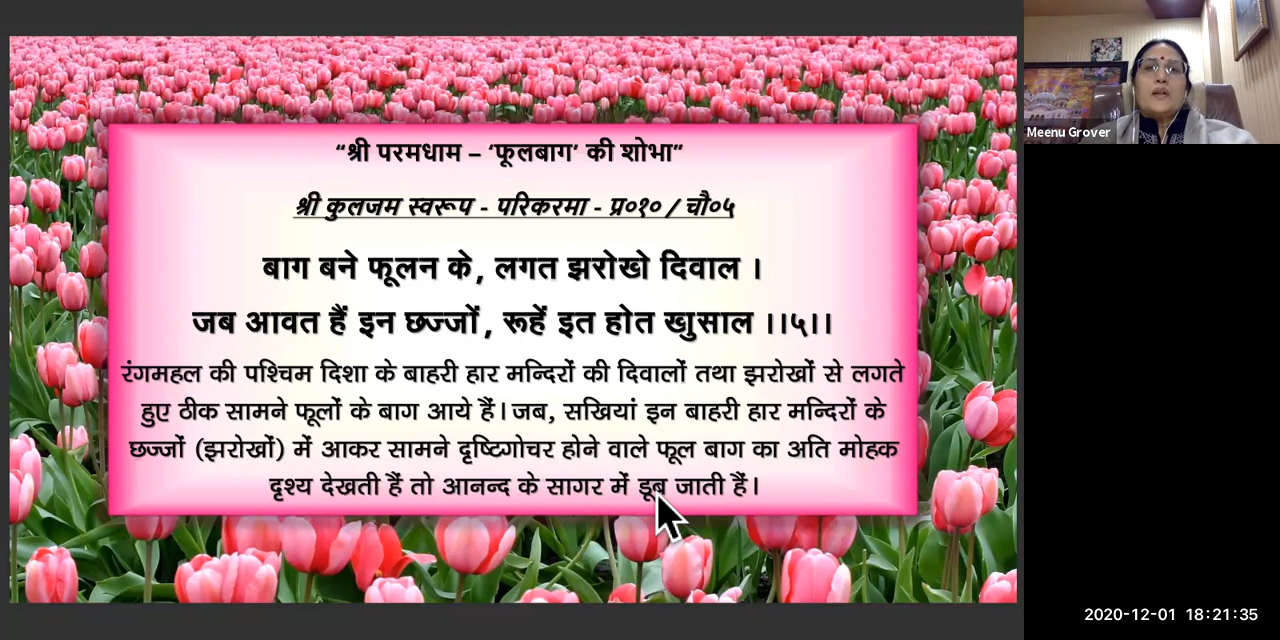 “श्री परमधाम – ‘फूलबाग’ की शोभा”
श्री कुलजम स्वरूप - परिकरमा - प्र०१० / चौ०५
बाग बने फूलन के, लगत झरोखो दिवाल ।
जब आवत हैं इन छज्जों, रूहें इत होत खुसाल ।।५।।
रंगमहल की पश्चिम दिशा के बाहरी हार मन्दिरों की दिवालों तथा झरोखों से लगते
हुए ठीक सामने फूलों के बाग आये हैं। जब, सखियां इन बाहरी हार मन्दिरों के
छज्जों (झरोखों) में आकर सामने दृष्टिगोचर होने वाले फूल बाग का अति मोहक
दृश्य देखती हैं तो आनन्द के सागर में डूब जाती हैं।
Meenu Grover
2020-12-01 18:21:35